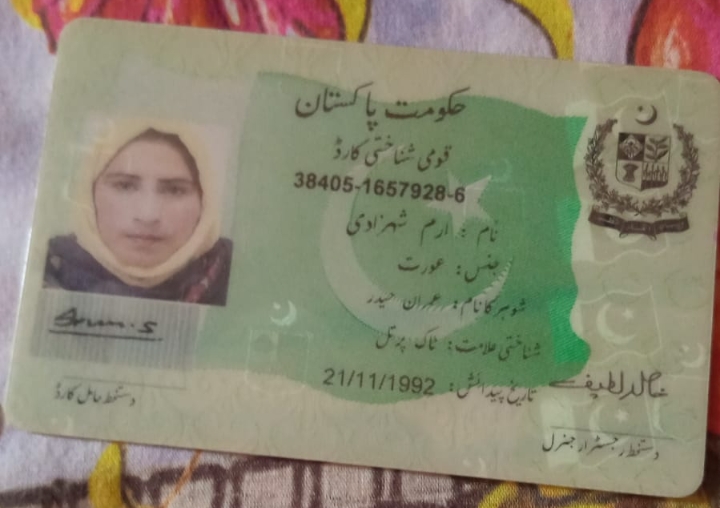 حکومت پاکستان
قومی شناختی کارڈ
38405-1657928-6
نام : ارم شہزادی
جنس: عورت
شوہر کا نام: عمران حیدر
شناختی علامت: ناک پر تل
تاریخ پیدائش: 21/11/1992
دستخط حامل کارڈ
خالد لطیف
دستخط رجسٹرار جنرل